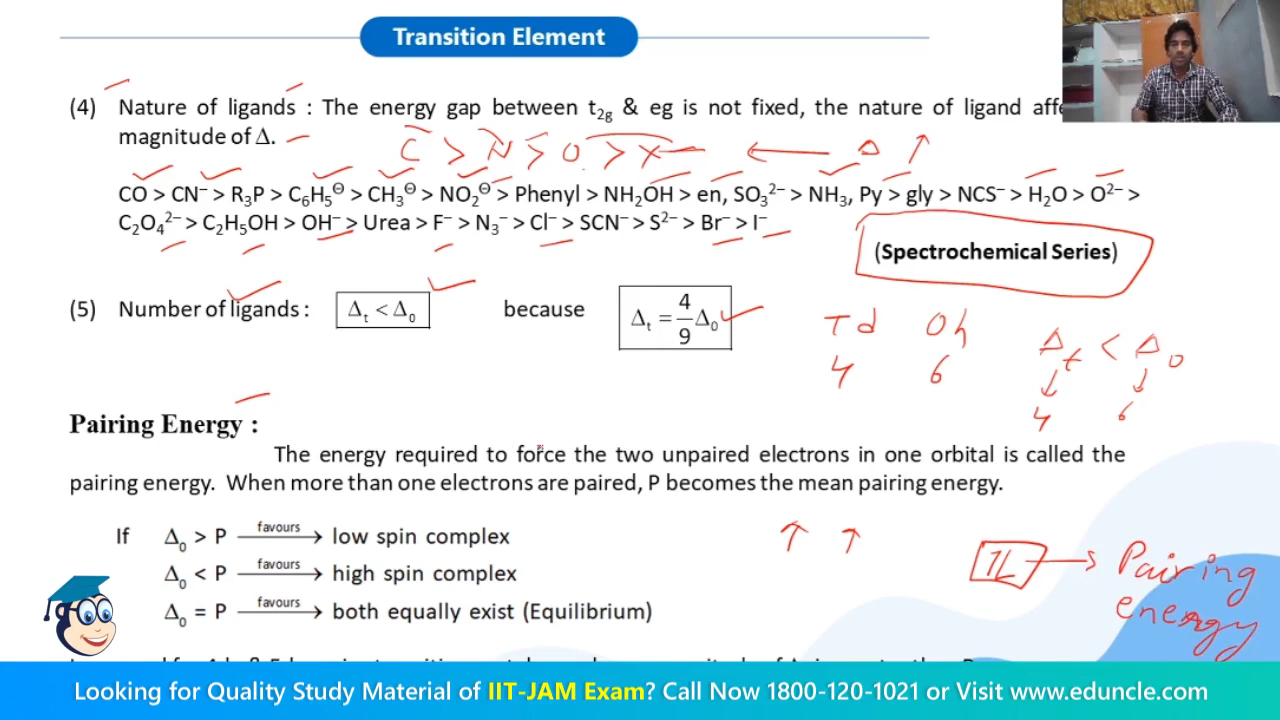 Transition Element
(4) Nature of ligands : The energy gap between t₂g & eg is not fixed, the nature of ligand affe
magnitude of Δ.
C > N > O > X ← Δ ↑
CO > CN⁻ > R₃P > C₆H₅⊖ > CH₃⊖ > NO₂⊖ > Phenyl > NH₂OH > en, SO₃²⁻ > NH₃, Py > gly > NCS⁻ > H₂O > O²⁻ >
C₂O₄²⁻ > C₂H₅OH > OH⁻ > Urea > F⁻ > N₃⁻ > Cl⁻ > SCN⁻ > S²⁻ > Br⁻ > I⁻
(Spectrochemical Series)
(5) Number of ligands : Δt < Δ₀ because Δt = 4/9 Δ₀
Td Oh Δt < Δo
4 6 ↓ ↓
4 6
Pairing Energy :
The energy required to force the two unpaired electrons in one orbital is called the
pairing energy. When more than one electrons are paired, P becomes the mean pairing energy.
If Δ₀ > P favours → low spin complex
Δ₀ < P favours → high spin complex
Δ₀ = P favours → both equally exist (Equilibrium)
↑ ↑
1L → Pairing
energy
Looking for Quality Study Material of IIT-JAM Exam? Call Now 1800-120-1021 or Visit www.eduncle.com